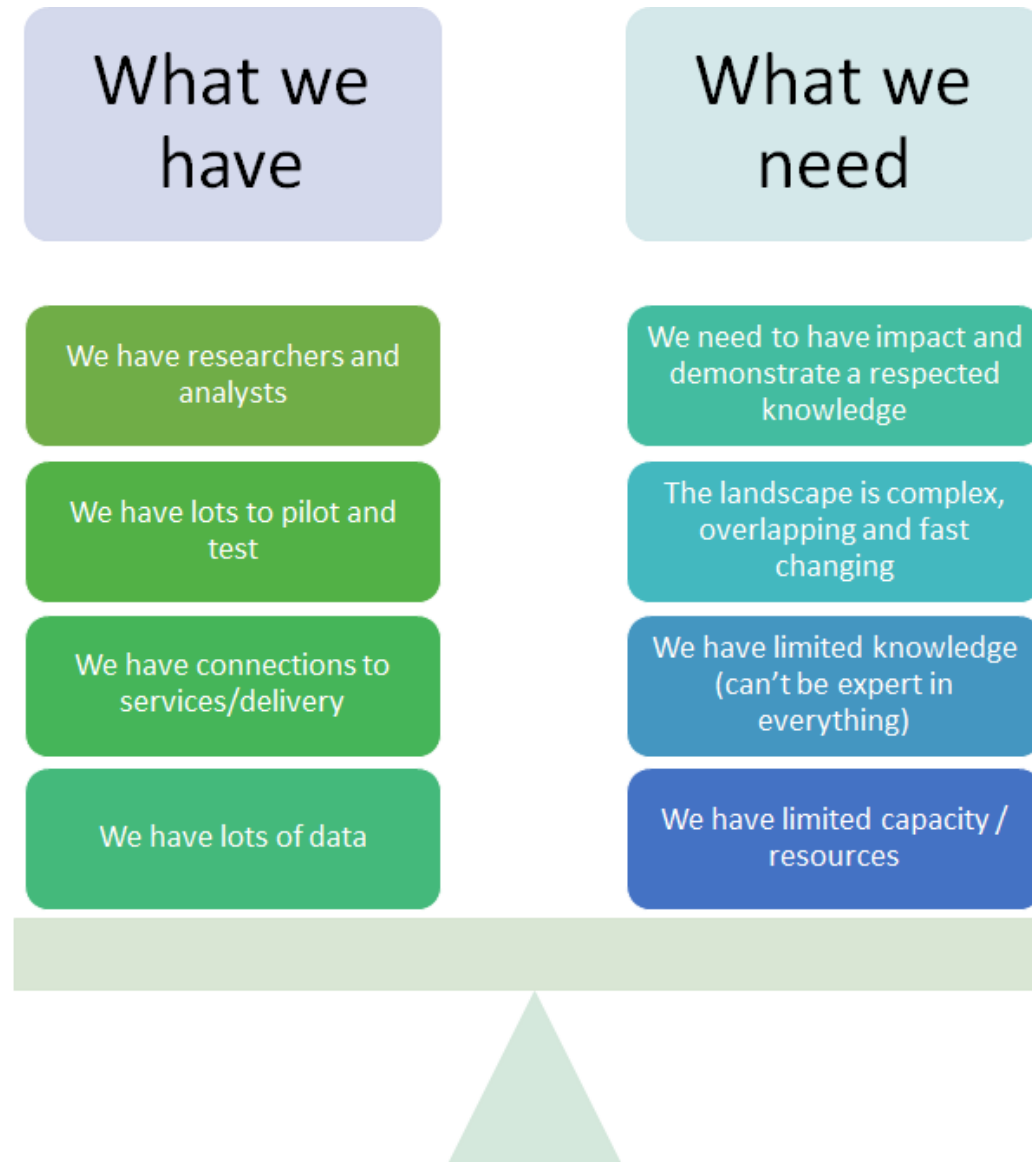 What we
have
What we
need
We have researchers and
analysts
We have lots to pilot and
test
We have connections to
services/delivery
We have lots of data
We need to have impact and
demonstrate a respected
knowledge
The landscape is complex,
overlapping and fast
changing
We have limited knowledge
(can’t be expert in
everything)
We have limited capacity /
resources